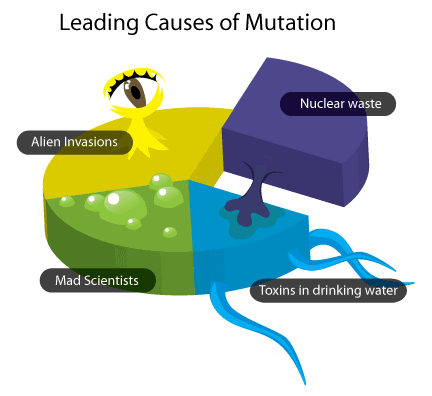 Leading Causes of Mutation
Nuclear waste
Alien Invasions
Mad Scientists
Toxins in drinking water